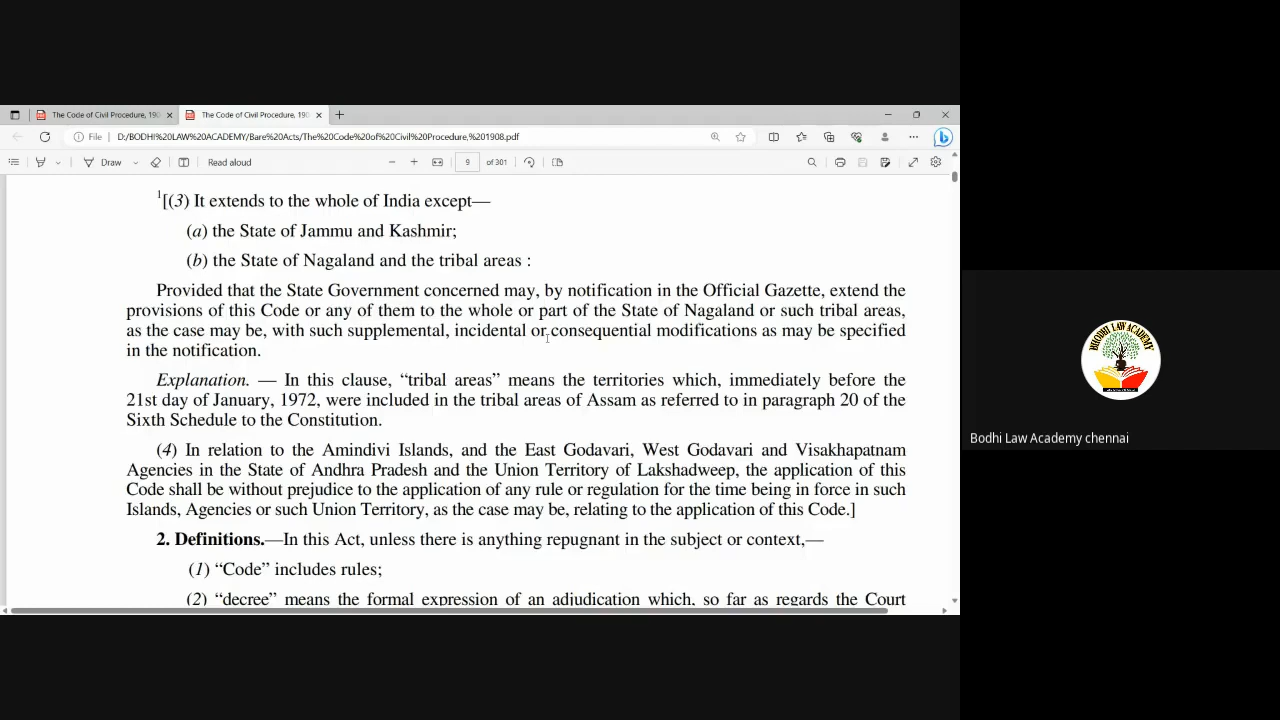 The Code of Civil Procedure, 190
The Code of Civil Procedure, 190
File
D:/BODHI%20LAW%20ACADEMY/Bare%20Acts/The%20Code%20of%20Civil%20Procedure,%201908.pdf
Draw
Read aloud
9
of 301
1[(3) It extends to the whole of India except—
(a) the State of Jammu and Kashmir;
(b) the State of Nagaland and the tribal areas :
Provided that the State Government concerned may, by notification in the Official Gazette, extend the
provisions of this Code or any of them to the whole or part of the State of Nagaland or such tribal areas,
as the case may be, with such supplemental, incidental or consequential modifications as may be specified
in the notification.
Explanation. — In this clause, “tribal areas” means the territories which, immediately before the
21st day of January, 1972, were included in the tribal areas of Assam as referred to in paragraph 20 of the
Sixth Schedule to the Constitution.
(4) In relation to the Amindivi Islands, and the East Godavari, West Godavari and Visakhapatnam
Agencies in the State of Andhra Pradesh and the Union Territory of Lakshadweep, the application of this
Code shall be without prejudice to the application of any rule or regulation for the time being in force in such
Islands, Agencies or such Union Territory, as the case may be, relating to the application of this Code.]
2. Definitions.—In this Act, unless there is anything repugnant in the subject or context,—
(1) “Code” includes rules;
(2) “decree” means the formal expression of an adjudication which, so far as regards the Court
BHODHI LAW ACADEMY
Bodhi Law Academy chennai